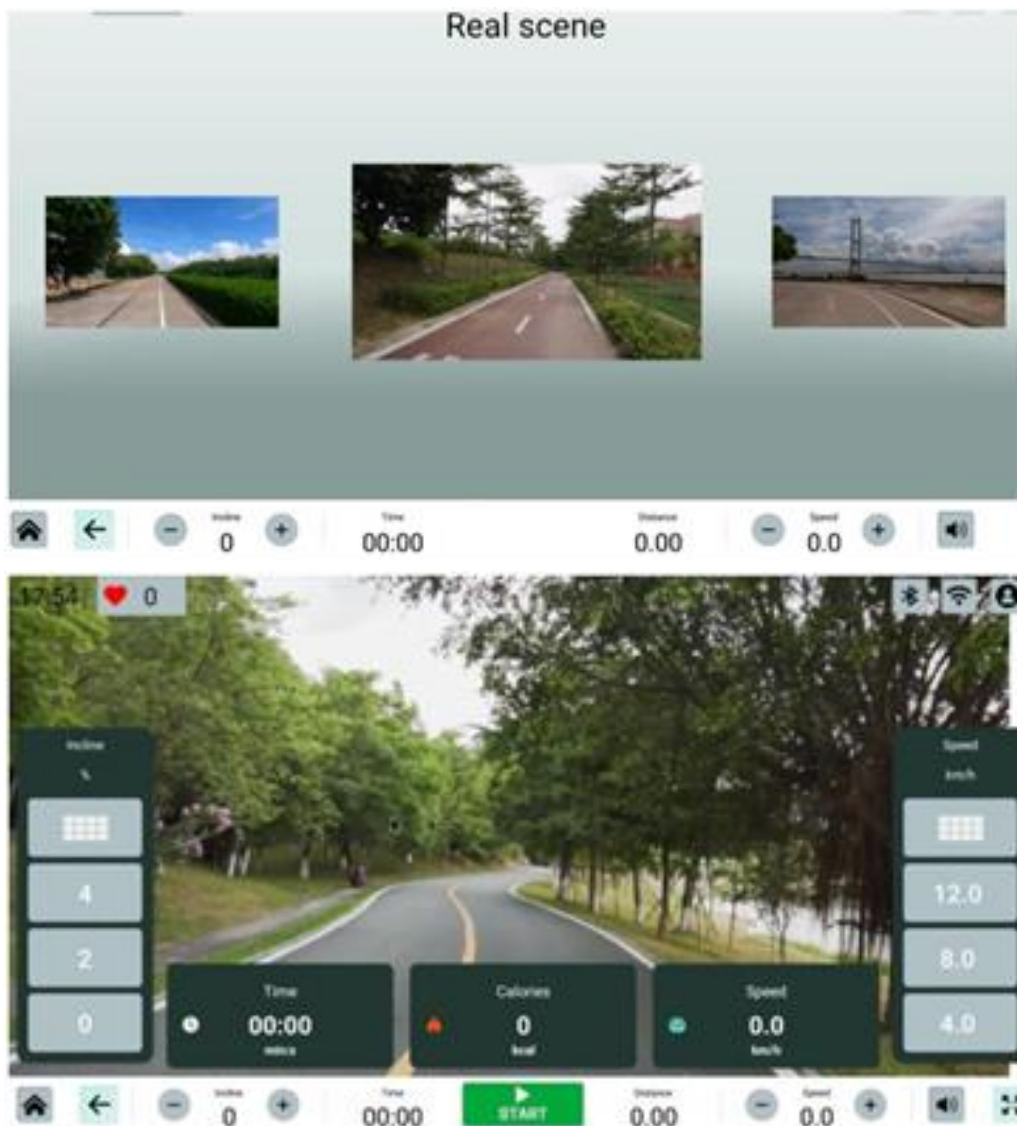 Real scene
Incline Time Distance Speed
0 00:00 0.00 0.0
17:54 0
Incline Speed
% km/h
4 12.0
2 8.0
0 4.0
Time Calories Speed
00:00 0 0.0
mm:ss kcal km/h
Incline Time START Distance Speed
0 00:00 0.00 0.0